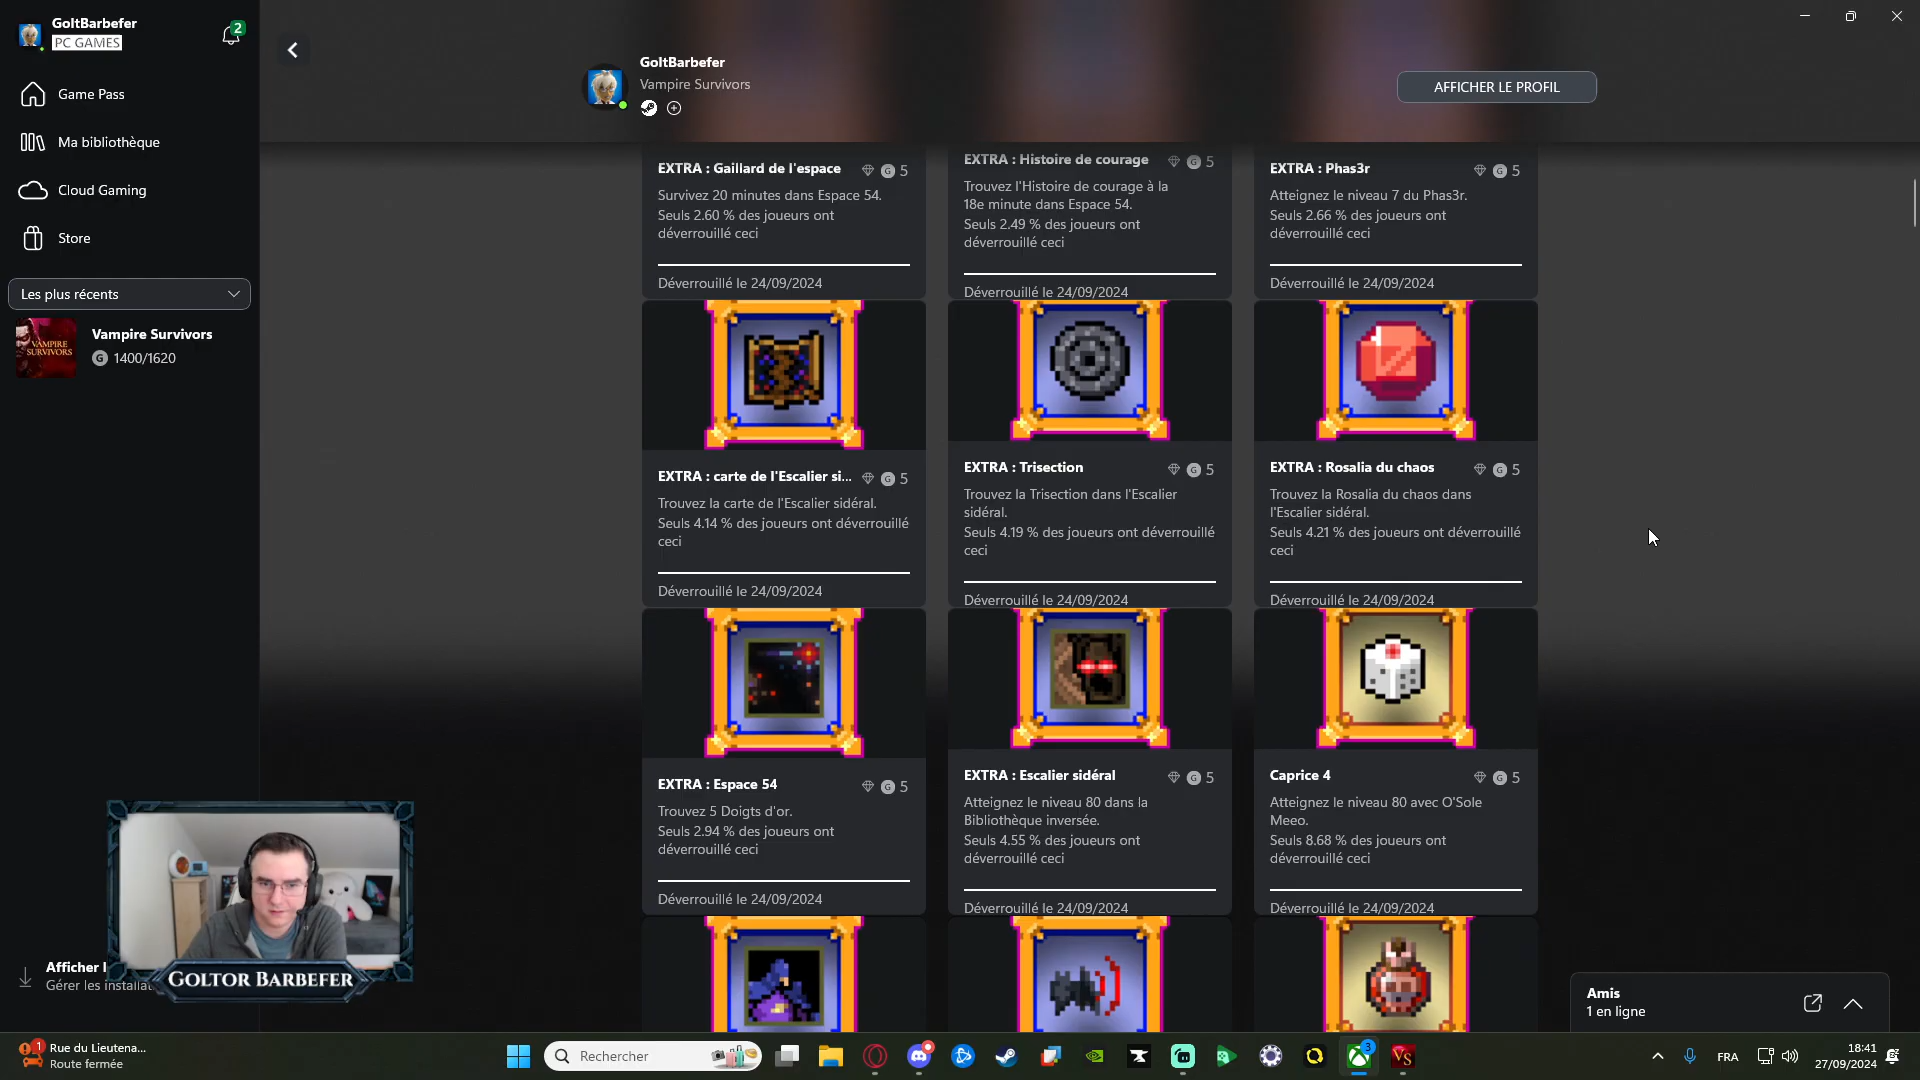 GoltBarbefer
PC GAMES
2
Game Pass
Ma bibliothèque
Cloud Gaming
Store
Les plus récents
VAMPIRE
SURVIVORS
Vampire Survivors
G 1400/1620
GoltBarbefer
Vampire Survivors
AFFICHER LE PROFIL
EXTRA : Gaillard de l'espace G 5
Survivez 20 minutes dans Espace 54.
Seuls 2.60 % des joueurs ont
déverrouillé ceci
Déverrouillé le 24/09/2024
EXTRA : Histoire de courage G 5
Trouvez l'Histoire de courage à la
18e minute dans Espace 54.
Seuls 2.49 % des joueurs ont
déverrouillé ceci
Déverrouillé le 24/09/2024
EXTRA : Phas3r G 5
Atteignez le niveau 7 du Phas3r.
Seuls 2.66 % des joueurs ont
déverrouillé ceci
Déverrouillé le 24/09/2024
EXTRA : carte de l'Escalier si... G 5
Trouvez la carte de l'Escalier sidéral.
Seuls 4.14 % des joueurs ont déverrouillé
ceci
Déverrouillé le 24/09/2024
EXTRA : Trisection G 5
Trouvez la Trisection dans l'Escalier
sidéral.
Seuls 4.19 % des joueurs ont déverrouillé
ceci
Déverrouillé le 24/09/2024
EXTRA : Rosalia du chaos G 5
Trouvez la Rosalia du chaos dans
l'Escalier sidéral.
Seuls 4.21 % des joueurs ont déverrouillé
ceci
Déverrouillé le 24/09/2024
EXTRA : Espace 54 G 5
Trouvez 5 Doigts d'or.
Seuls 2.94 % des joueurs ont
déverrouillé ceci
Déverrouillé le 24/09/2024
EXTRA : Escalier sidéral G 5
Atteignez le niveau 80 dans la
Bibliothèque inversée.
Seuls 4.55 % des joueurs ont
déverrouillé ceci
Déverrouillé le 24/09/2024
Caprice 4 G 5
Atteignez le niveau 80 avec O'Sole
Meeo.
Seuls 8.68 % des joueurs ont
déverrouillé ceci
Déverrouillé le 24/09/2024
Afficher l
Gérer les installat
GOLTOR BARBEFER
Amis
1 en ligne
1
Rue du Lieutena...
Route fermée
Rechercher
3
VS
FRA
18:41
27/09/2024